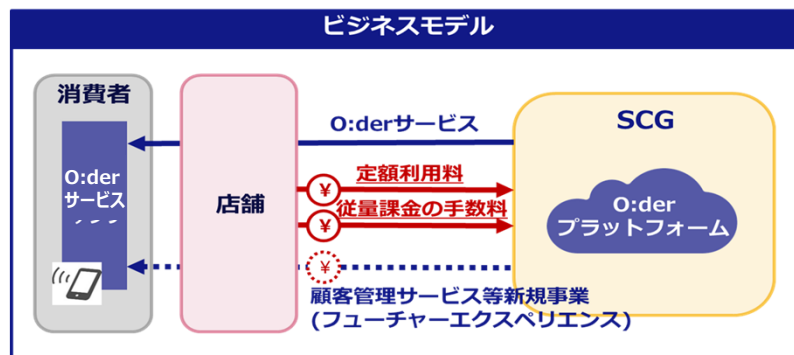 ビジネスモデル
消費者
O:der
サービス
店舗
O:derサービス
¥
定額利用料
¥
従量課金の手数料
¥
顧客管理サービス等新規事業
(フューチャーエクスペリエンス)
SCG
O:der
プラットフォーム